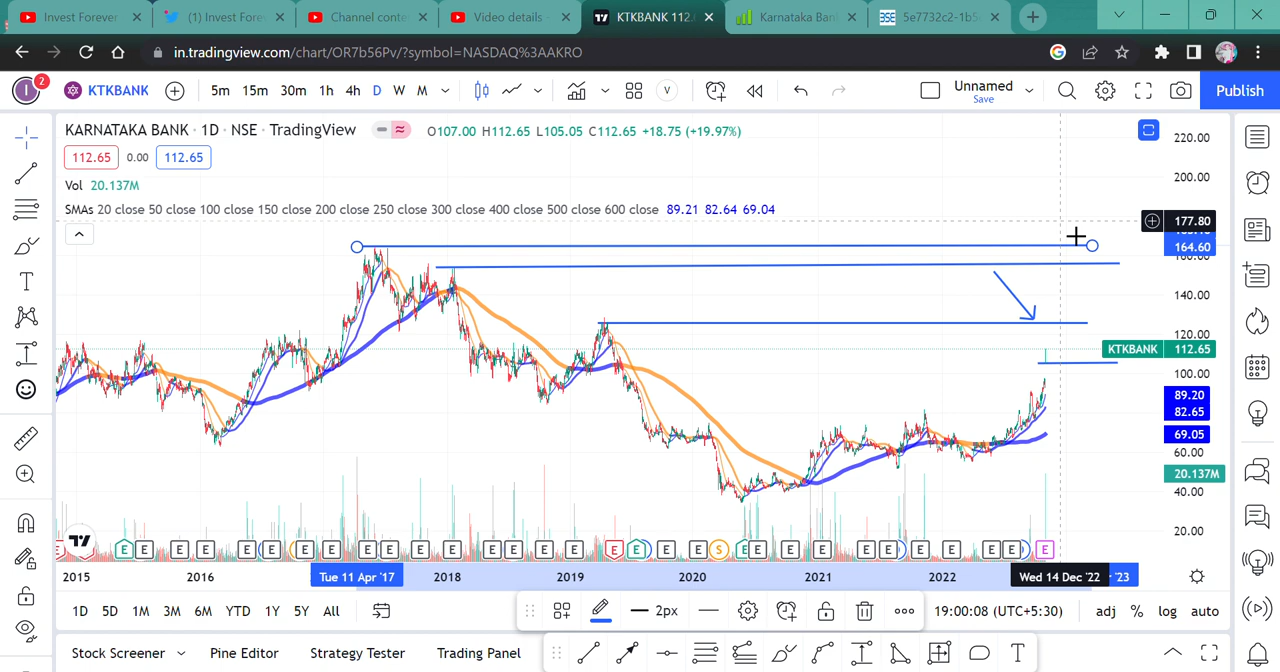 Invest Forever
(1) Invest Fore
Channel conte
Video details -
KTKBANK 112.
Karnataka Ban
5e7732c2-1b5
in.tradingview.com/chart/OR7b56Pv/?symbol=NASDAQ%3AAKRO
I 2 KTKBANK 5m 15m 30m 1h 4h D W M V Unnamed Save Publish
KARNATAKA BANK · 1D · NSE · TradingView O107.00 H112.65 L105.05 C112.65 +18.75 (+19.97%)
112.65 0.00 112.65
Vol 20.137M
SMAs 20 close 50 close 100 close 150 close 200 close 250 close 300 close 400 close 500 close 600 close 89.21 82.64 69.04
220.00
200.00
177.80
164.60
160.00
140.00
120.00
KTKBANK 112.65
100.00
89.20
82.65
69.05
60.00
20.137M
40.00
20.00
E E E E E E E E E E E E E E E E E E S E E E E E E E E E E E
2015 2016 Tue 11 Apr '17 2018 2019 2020 2021 2022 Wed 14 Dec '22 '23
1D 5D 1M 3M 6M YTD 1Y 5Y All 2px 19:00:08 (UTC+5:30) adj % log auto
Stock Screener Pine Editor Strategy Tester Trading Panel T